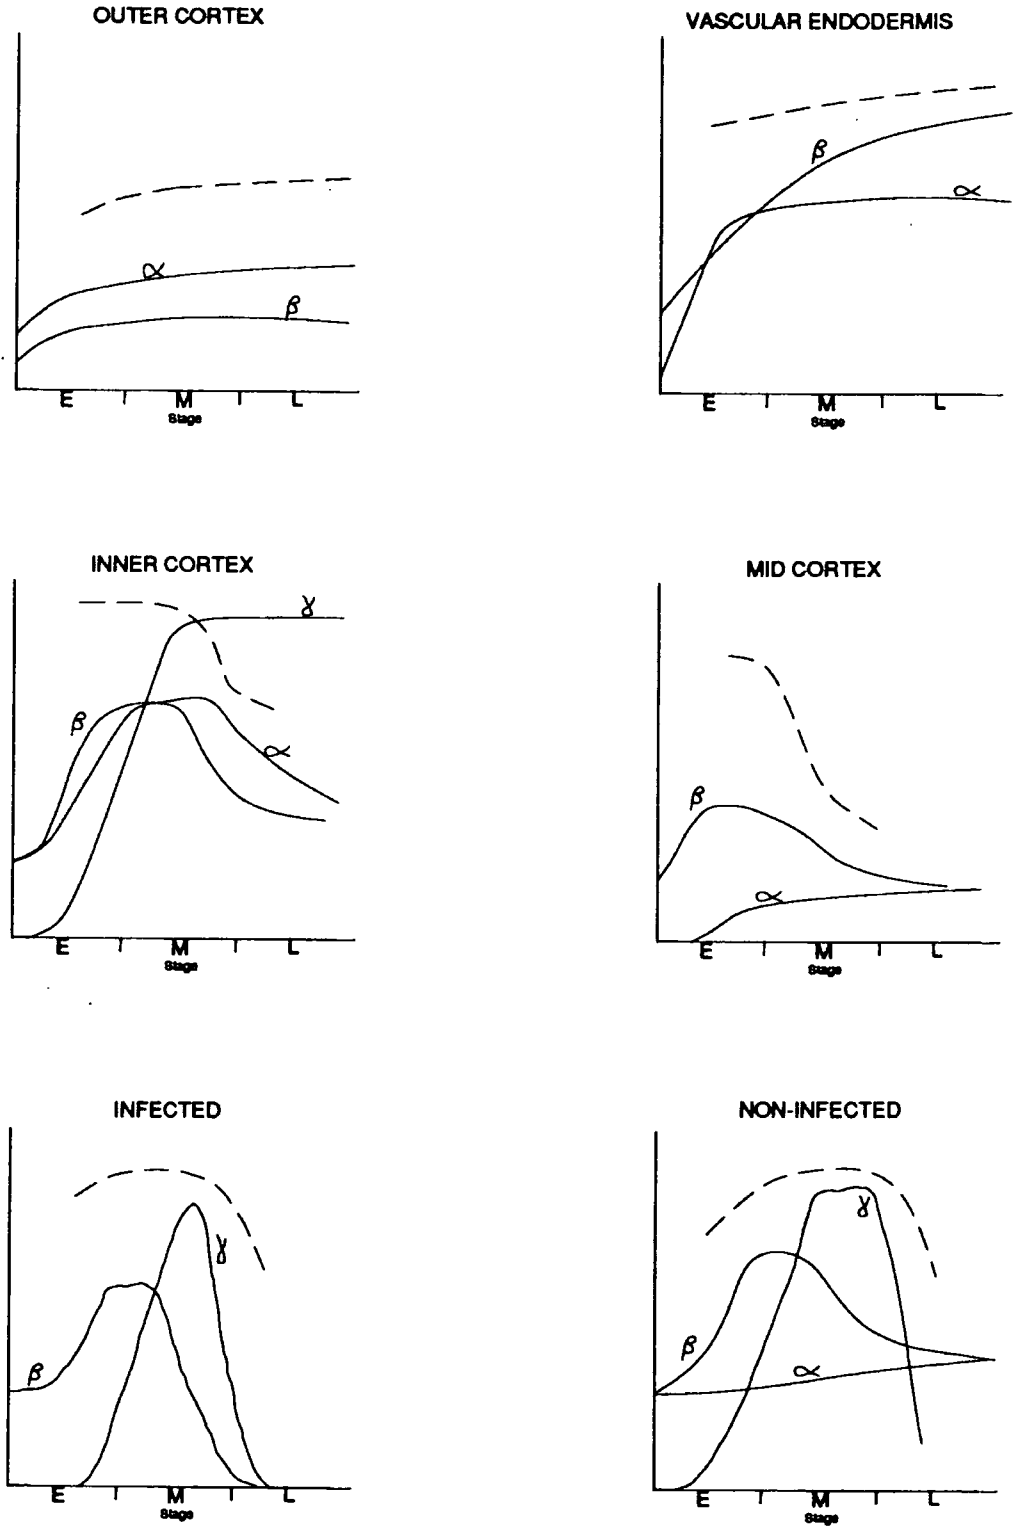 OUTER CORTEX
α
β
E M L
Stage
VASCULAR ENDODERMIS
β
α
E M L
Stage
INNER CORTEX
γ
β
α
E M L
Stage
MID CORTEX
β
α
E M L
Stage
INFECTED
γ
β
E M L
Stage
NON-INFECTED
γ
β
α
E M L
Stage